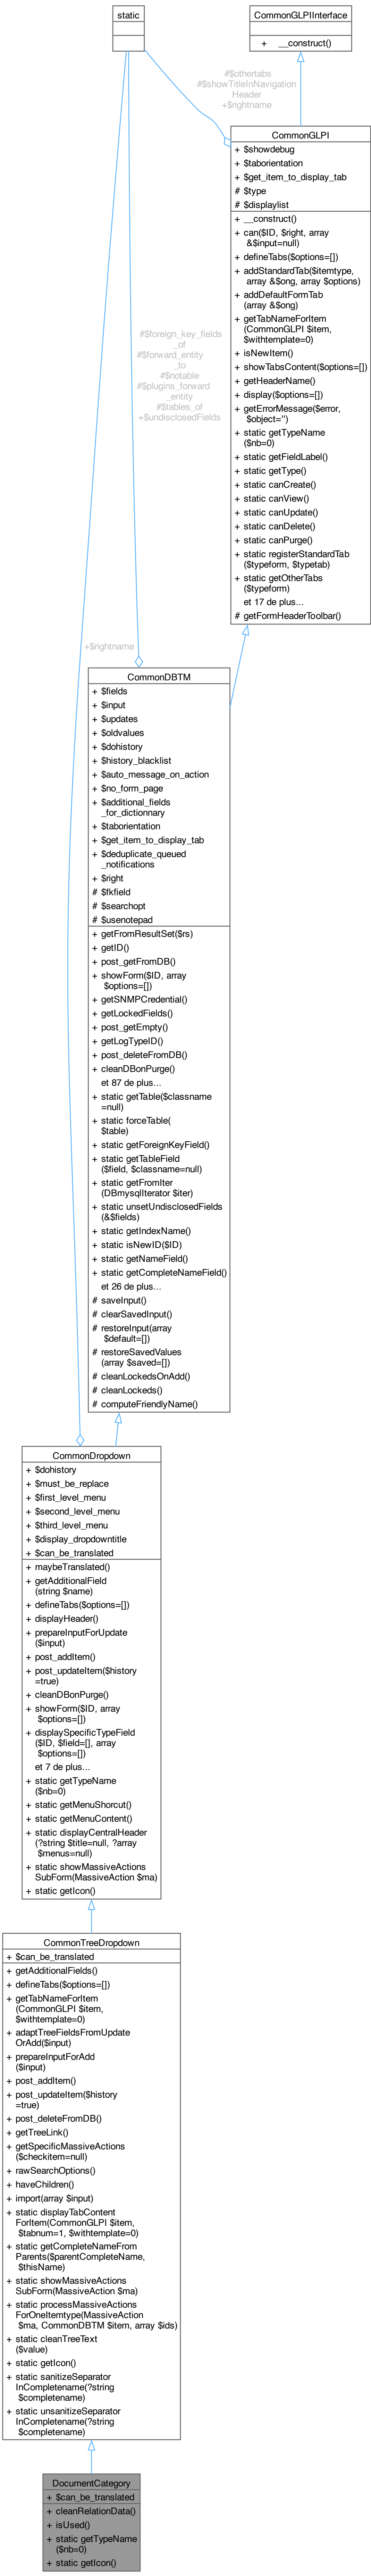 static
CommonGLPIInterface
+ __construct()
#$othertabs
#$showTitleInNavigation
Header
+$rightname
CommonGLPI
+ $showdebug
+ $taborientation
+ $get_item_to_display_tab
# $type
# $displaylist
+ __construct()
+ can($ID, $right, array
&$input=null)
+ defineTabs($options=[])
+ addStandardTab($itemtype,
array &$ong, array $options)
+ addDefaultFormTab
(array &$ong)
+ getTabNameForItem
(CommonGLPI $item,
$withtemplate=0)
+ isNewItem()
+ showTabsContent($options=[])
+ getHeaderName()
+ display($options=[])
+ getErrorMessage($error,
$object='')
+ static getTypeName
($nb=0)
+ static getFieldLabel()
+ static getType()
+ static canCreate()
+ static canView()
+ static canUpdate()
+ static canDelete()
+ static canPurge()
+ static registerStandardTab
($typeform, $typetab)
+ static getOtherTabs
($typeform)
et 17 de plus...
# getFormHeaderToolbar()
#$foreign_key_fields
_of
#$forward_entity
_to
#$notable
#$plugins_forward
_entity
#$tables_of
+$undisclosedFields
+$rightname
CommonDBTM
+ $fields
+ $input
+ $updates
+ $oldvalues
+ $dohistory
+ $history_blacklist
+ $auto_message_on_action
+ $no_form_page
+ $additional_fields
_for_dictionnary
+ $taborientation
+ $get_item_to_display_tab
+ $deduplicate_queued
_notifications
+ $right
# $fkfield
# $searchopt
# $usenotepad
+ getFromResultSet($rs)
+ getID()
+ post_getFromDB()
+ showForm($ID, array
$options=[])
+ getSNMPCredential()
+ getLockedFields()
+ post_getEmpty()
+ getLogTypeID()
+ post_deleteFromDB()
+ cleanDBonPurge()
et 87 de plus...
+ static getTable($classname
=null)
+ static forceTable(
$table)
+ static getForeignKeyField()
+ static getTableField
($field, $classname=null)
+ static getFromIter
(DBmysqlIterator $iter)
+ static unsetUndisclosedFields
(&$fields)
+ static getIndexName()
+ static isNewID($ID)
+ static getNameField()
+ static getCompleteNameField()
et 26 de plus...
# saveInput()
# clearSavedInput()
# restoreInput(array
$default=[])
# restoreSavedValues
(array $saved=[])
# cleanLockedsOnAdd()
# cleanLockeds()
# computeFriendlyName()
CommonDropdown
+ $dohistory
+ $must_be_replace
+ $first_level_menu
+ $second_level_menu
+ $third_level_menu
+ $display_dropdowntitle
+ $can_be_translated
+ maybeTranslated()
+ getAdditionalField
(string $name)
+ defineTabs($options=[])
+ displayHeader()
+ prepareInputForUpdate
($input)
+ post_addItem()
+ post_updateItem($history
=true)
+ cleanDBonPurge()
+ showForm($ID, array
$options=[])
+ displaySpecificTypeField
($ID, $field=[], array
$options=[])
et 7 de plus...
+ static getTypeName
($nb=0)
+ static getMenuShorcut()
+ static getMenuContent()
+ static displayCentralHeader
(?string $title=null, ?array
$menus=null)
+ static showMassiveActions
SubForm(MassiveAction $ma)
+ static getIcon()
CommonTreeDropdown
+ $can_be_translated
+ getAdditionalFields()
+ defineTabs($options=[])
+ getTabNameForItem
(CommonGLPI $item,
$withtemplate=0)
+ adaptTreeFieldsFromUpdate
OrAdd($input)
+ prepareInputForAdd
($input)
+ post_addItem()
+ post_updateItem($history
=true)
+ post_deleteFromDB()
+ getTreeLink()
+ getSpecificMassiveActions
($checkitem=null)
+ rawSearchOptions()
+ haveChildren()
+ import(array $input)
+ static displayTabContent
ForItem(CommonGLPI $item,
$tabnum=1, $withtemplate=0)
+ static getCompleteNameFrom
Parents($parentCompleteName,
$thisName)
+ static showMassiveActions
SubForm(MassiveAction $ma)
+ static processMassiveActions
ForOneItemtype(MassiveAction
$ma, CommonDBTM $item, array $ids)
+ static cleanTreeText
($value)
+ static getIcon()
+ static sanitizeSeparator
InCompletename(?string
$completename)
+ static unsanitizeSeparator
InCompletename(?string
$completename)
DocumentCategory
+ $can_be_translated
+ cleanRelationData()
+ isUsed()
+ static getTypeName
($nb=0)
+ static getIcon()